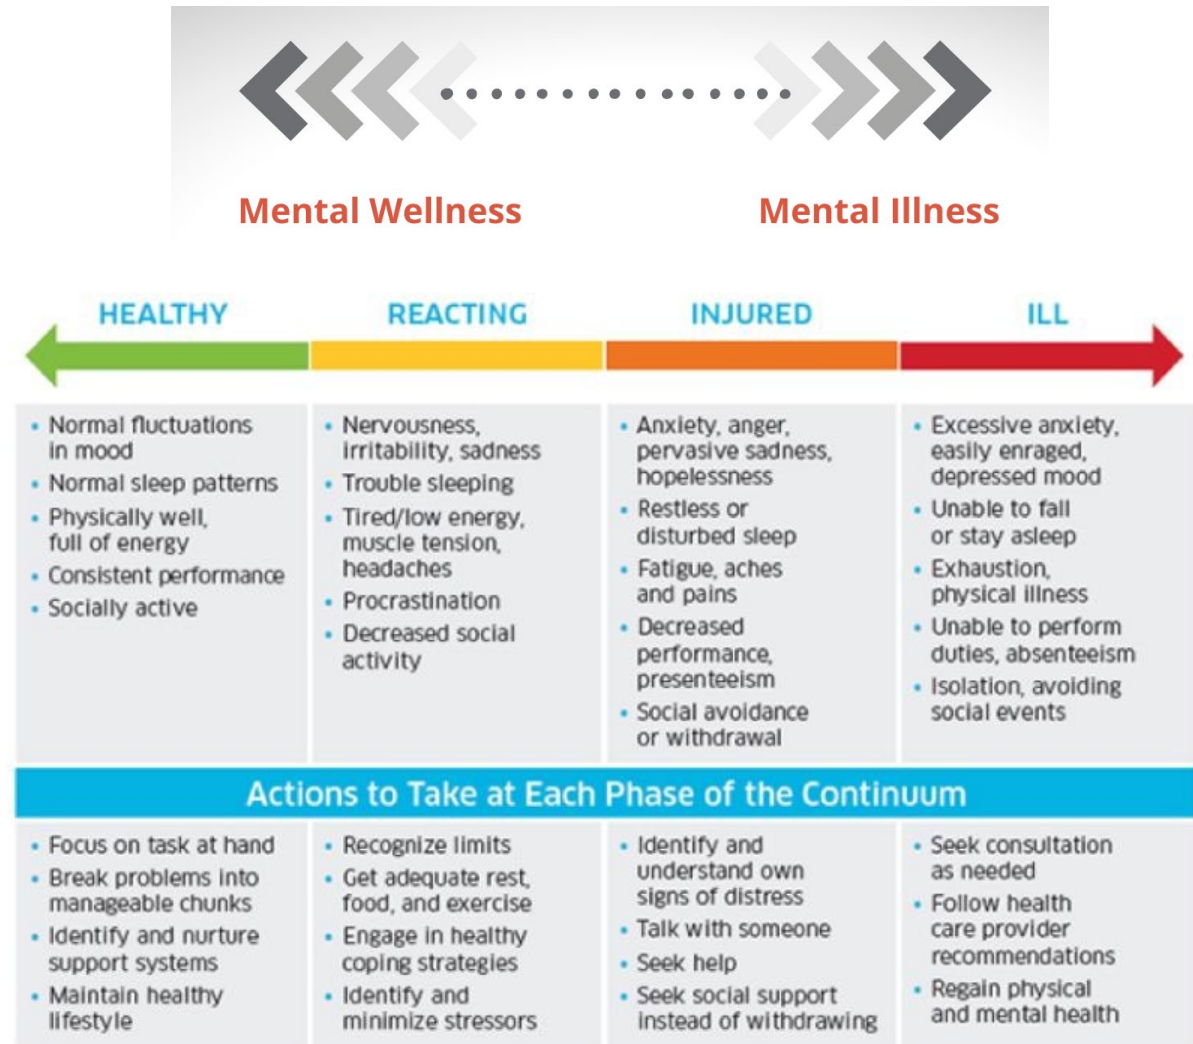 Mental Wellness
Mental Illness
HEALTHY
REACTING
INJURED
ILL
• Normal fluctuations
in mood
• Normal sleep patterns
• Physically well,
full of energy
• Consistent performance
• Socially active
• Nervousness,
irritability, sadness
• Trouble sleeping
• Tired/low energy,
muscle tension,
headaches
• Procrastination
• Decreased social
activity
• Anxiety, anger,
pervasive sadness,
hopelessness
• Restless or
disturbed sleep
• Fatigue, aches
and pains
• Decreased
performance,
presenteeism
• Social avoidance
or withdrawal
• Excessive anxiety,
easily enraged,
depressed mood
• Unable to fall
or stay asleep
• Exhaustion,
physical illness
• Unable to perform
duties, absenteeism
• Isolation, avoiding
social events
Actions to Take at Each Phase of the Continuum
• Focus on task at hand
• Break problems into
manageable chunks
• Identify and nurture
support systems
• Maintain healthy
lifestyle
• Recognize limits
• Get adequate rest,
food, and exercise
• Engage in healthy
coping strategies
• Identify and
minimize stressors
• Identify and
understand own
signs of distress
• Talk with someone
• Seek help
• Seek social support
instead of withdrawing
• Seek consultation
as needed
• Follow health
care provider
recommendations
• Regain physical
and mental health